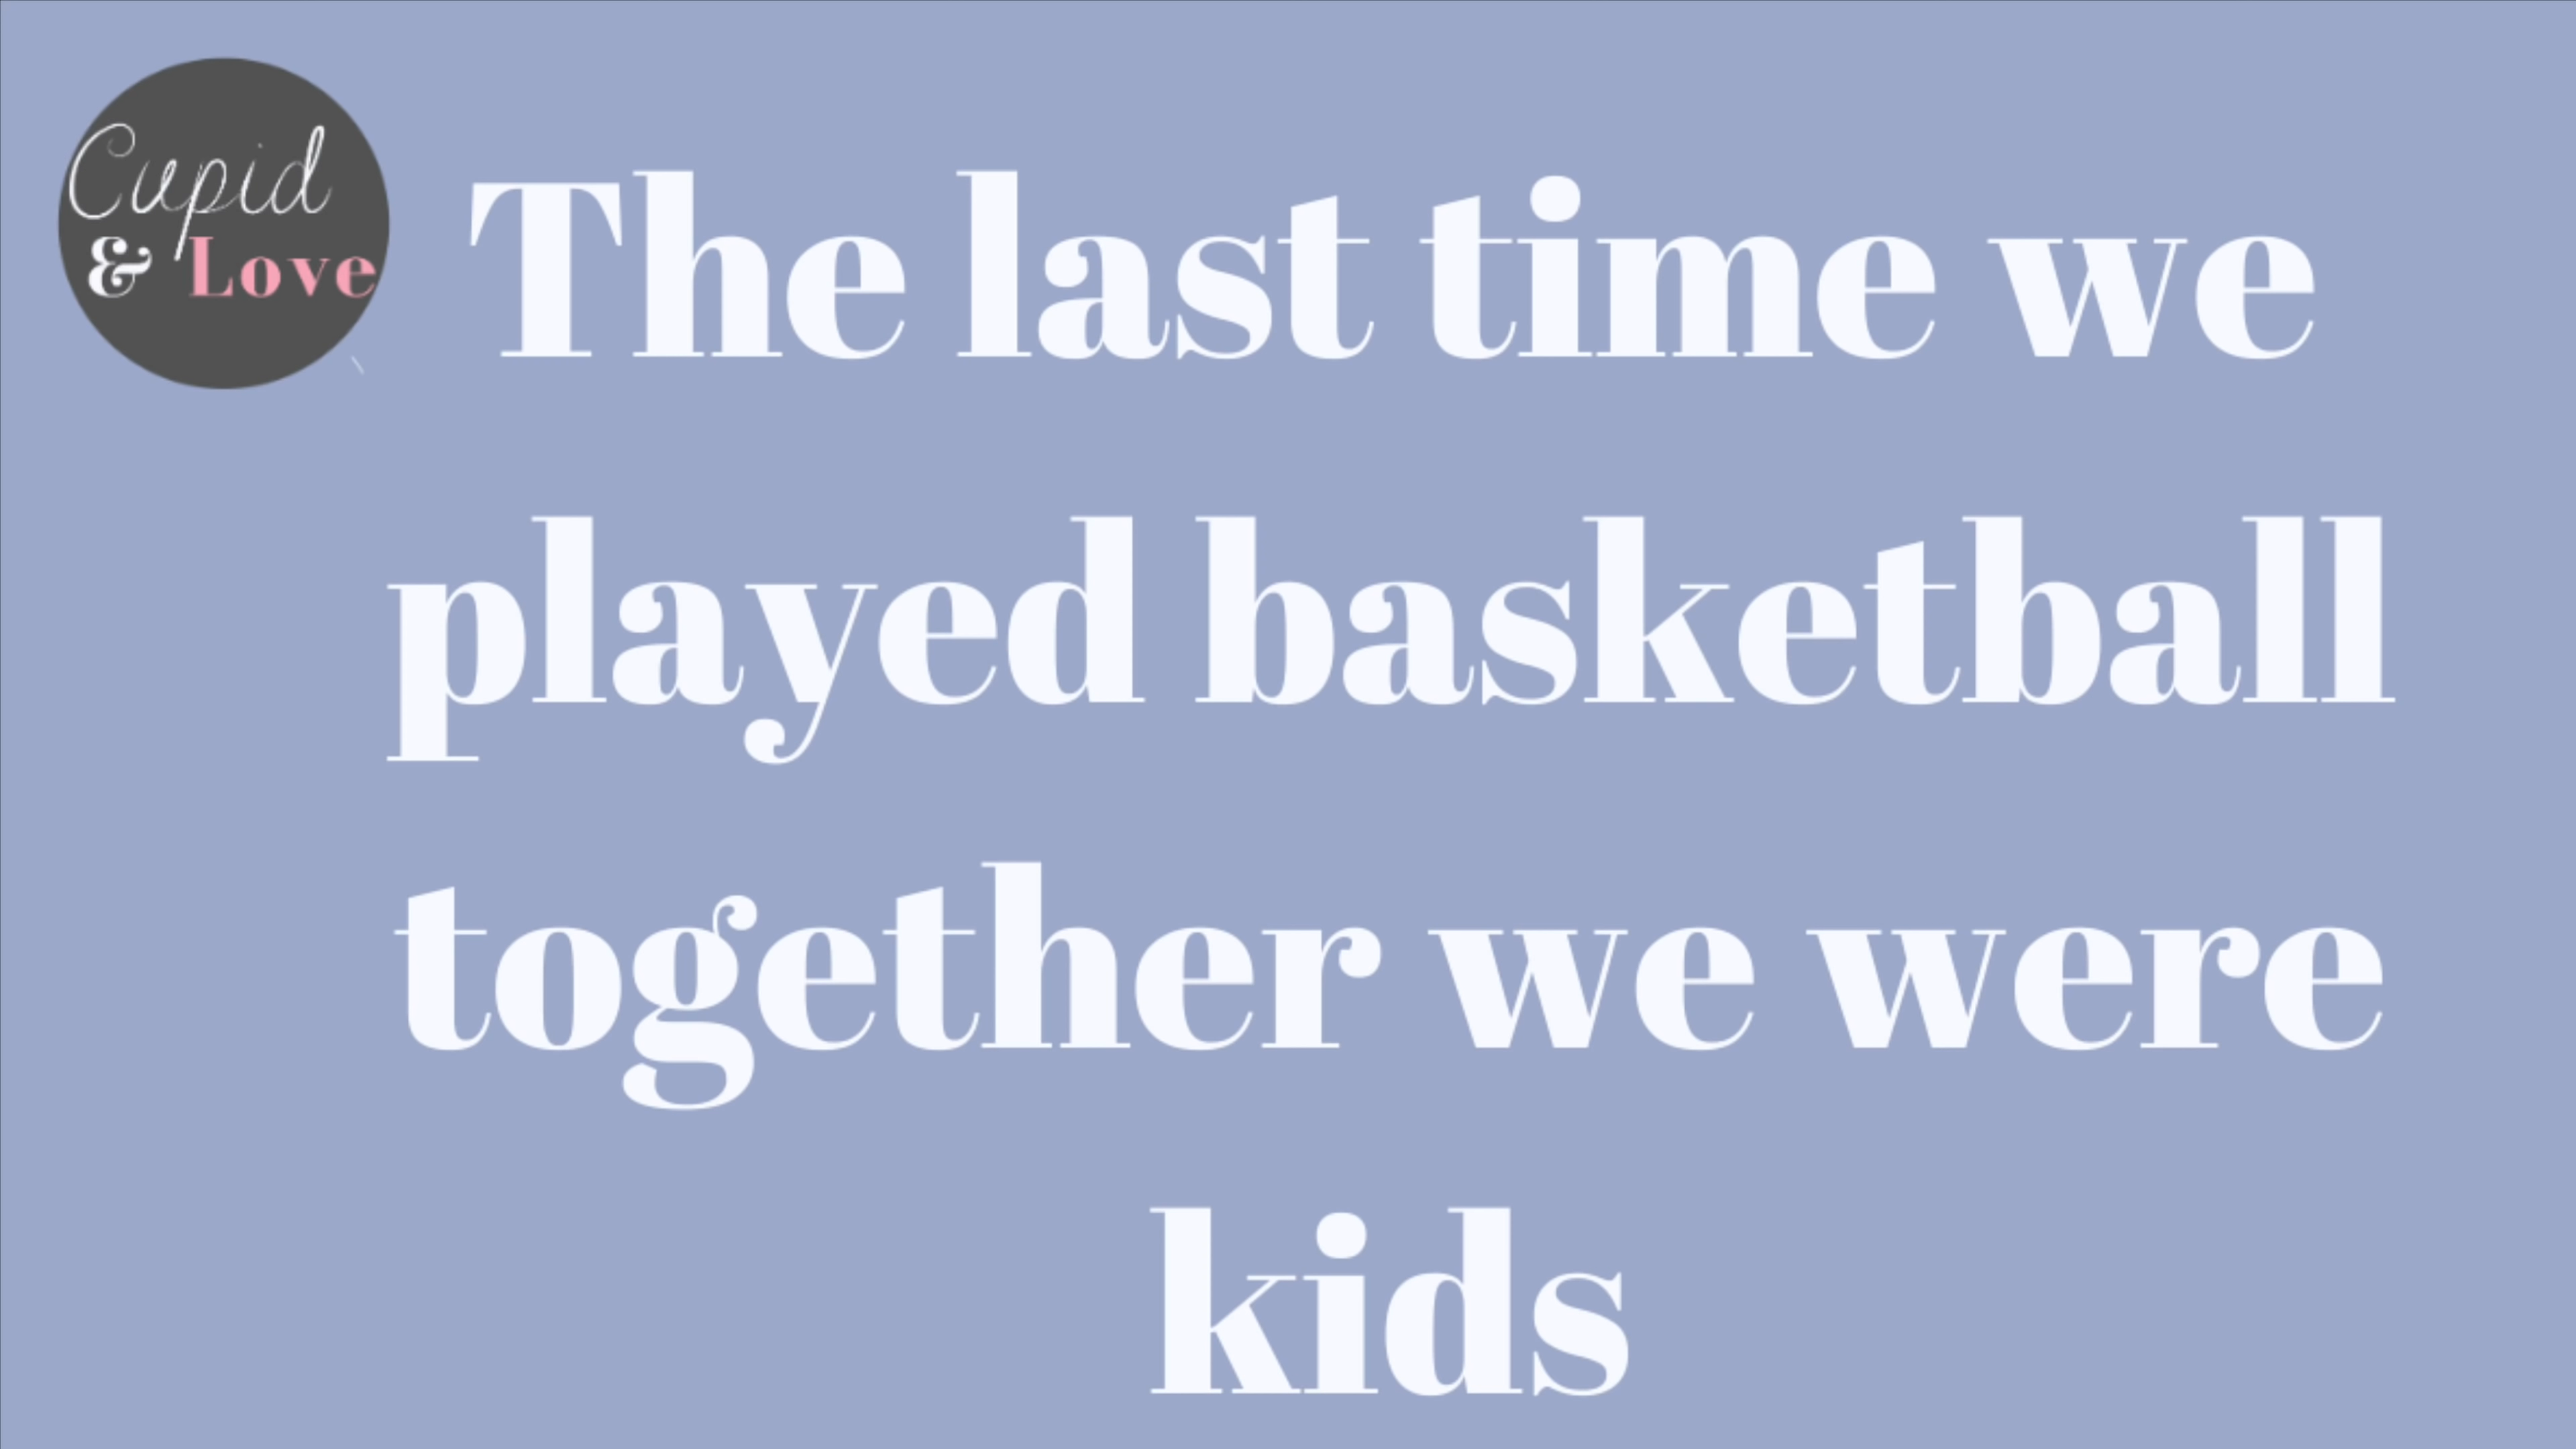 Cupid
& Love
The last time we
played basketball
together we were
kids